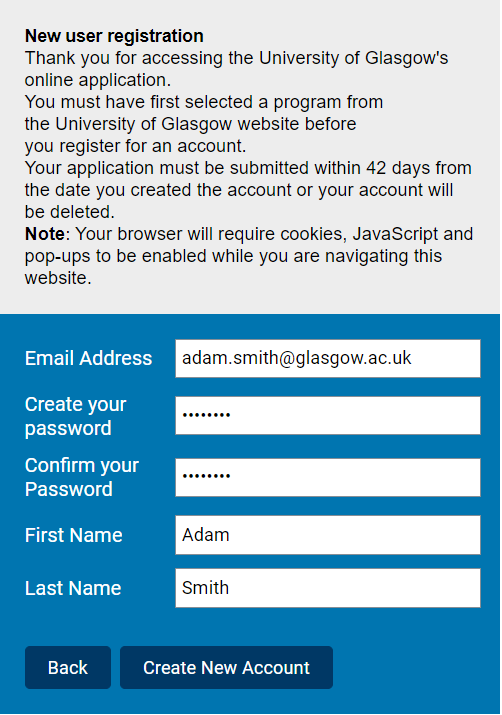 New user registration
Thank you for accessing the University of Glasgow's
online application.
You must have first selected a program from
the University of Glasgow website before
you register for an account.
Your application must be submitted within 42 days from
the date you created the account or your account will
be deleted.
Note: Your browser will require cookies, JavaScript and
pop-ups to be enabled while you are navigating this
website.
Email Address adam.smith@glasgow.ac.uk
Create your
password ••••••••
Confirm your
Password ••••••••
First Name Adam
Last Name Smith
Back Create New Account